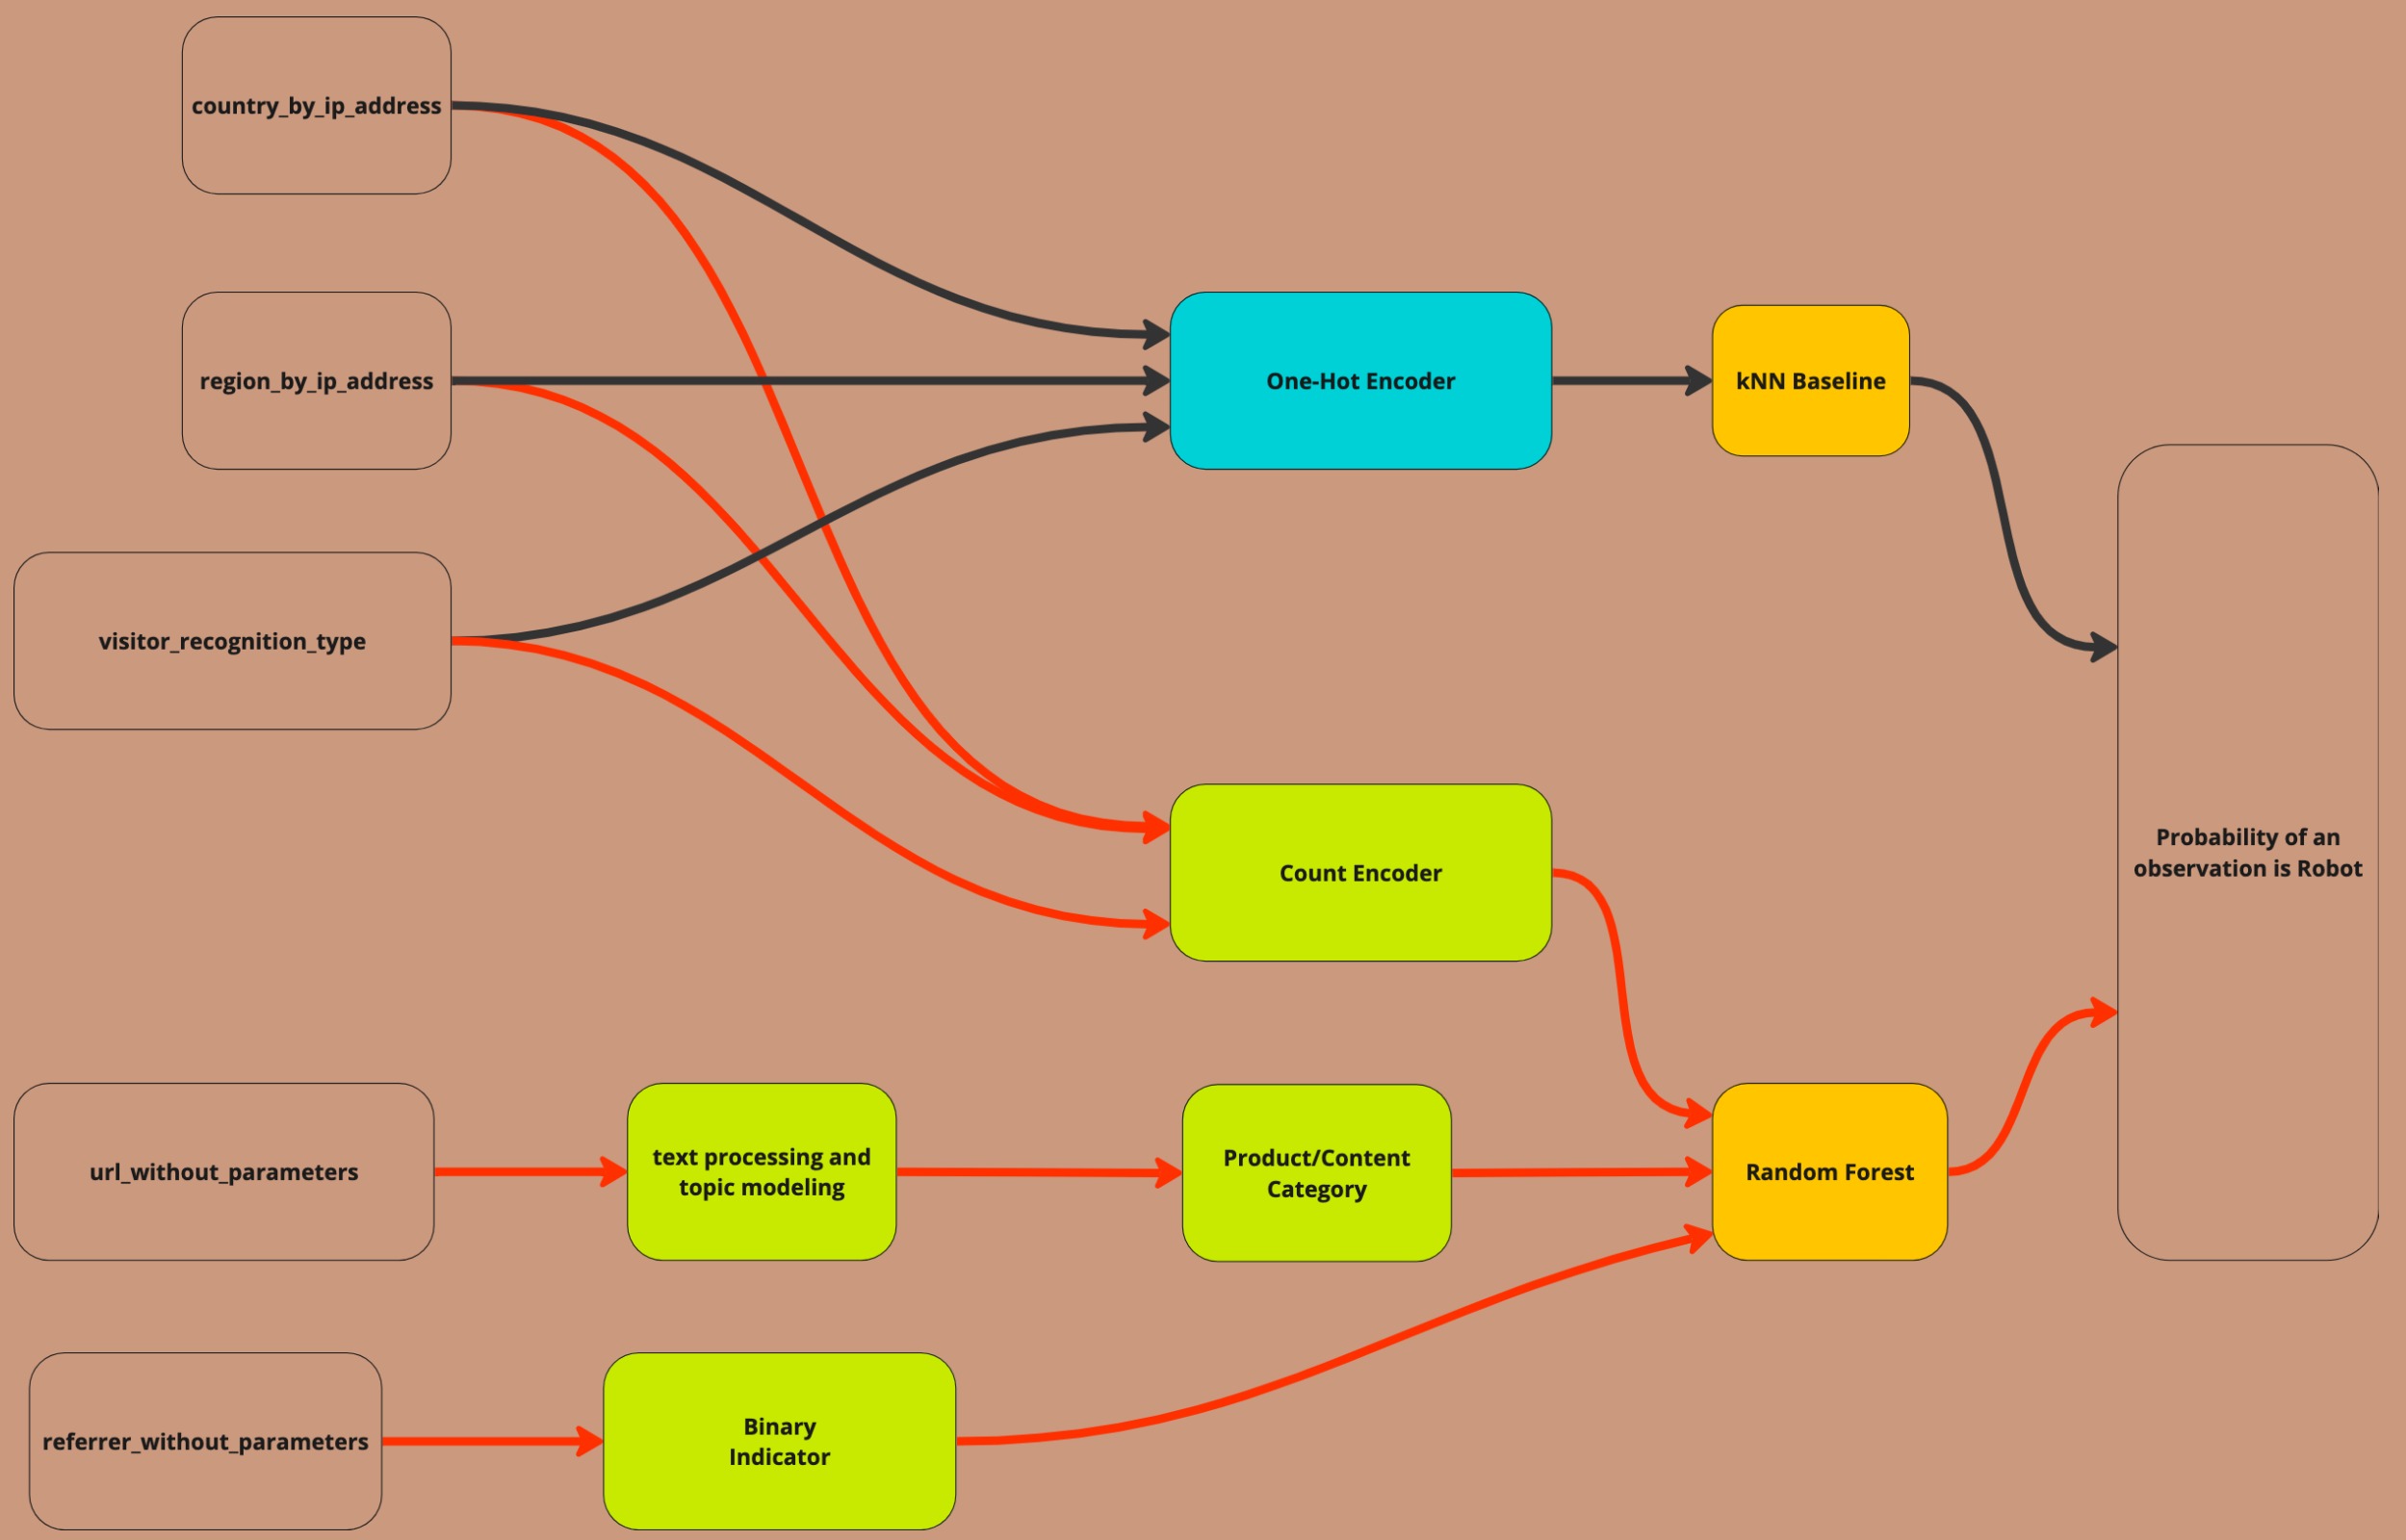 country_by_ip_address
region_by_ip_address
One-Hot Encoder
kNN Baseline
visitor_recognition_type
Probability of an
observation is Robot
Count Encoder
url_without_parameters
text processing and
topic modeling
Product/Content
Category
Random Forest
referrer_without_parameters
Binary
Indicator